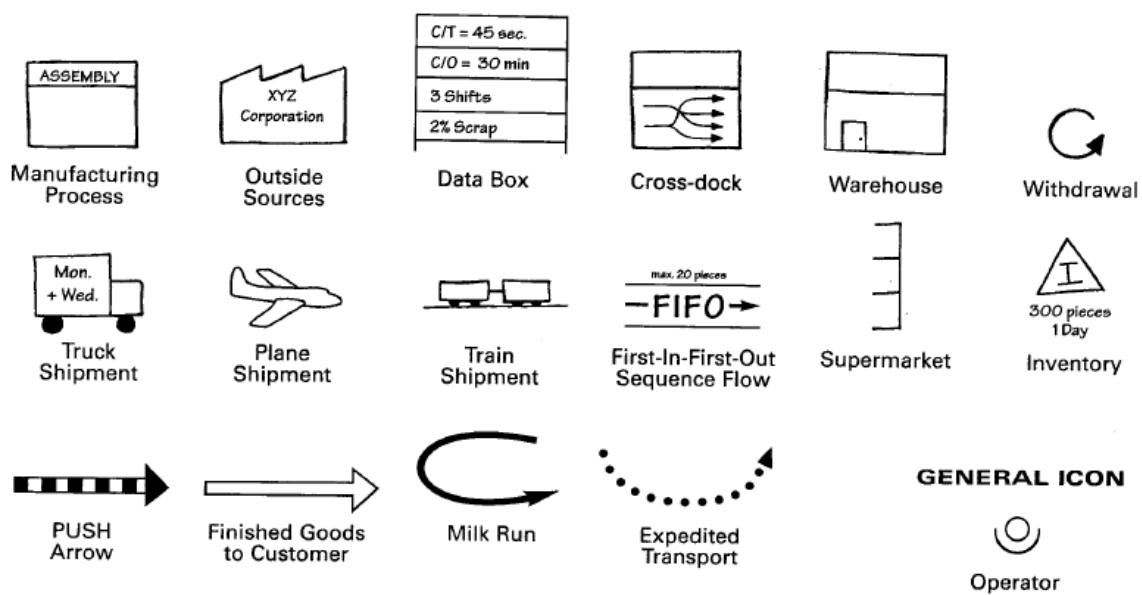 ASSEMBLY
Manufacturing
Process
XYZ
Corporation
Outside
Sources
C/T = 45 sec.
C/O = 30 min
3 Shifts
2% Scrap
Data Box
Cross-dock
Warehouse
Withdrawal
Mon.
+ Wed.
Truck
Shipment
Plane
Shipment
Train
Shipment
max. 20 pieces
FIFO
First-In-First-Out
Sequence Flow
Supermarket
I
300 pieces
1 Day
Inventory
PUSH
Arrow
Finished Goods
to Customer
Milk Run
Expedited
Transport
GENERAL ICON
Operator